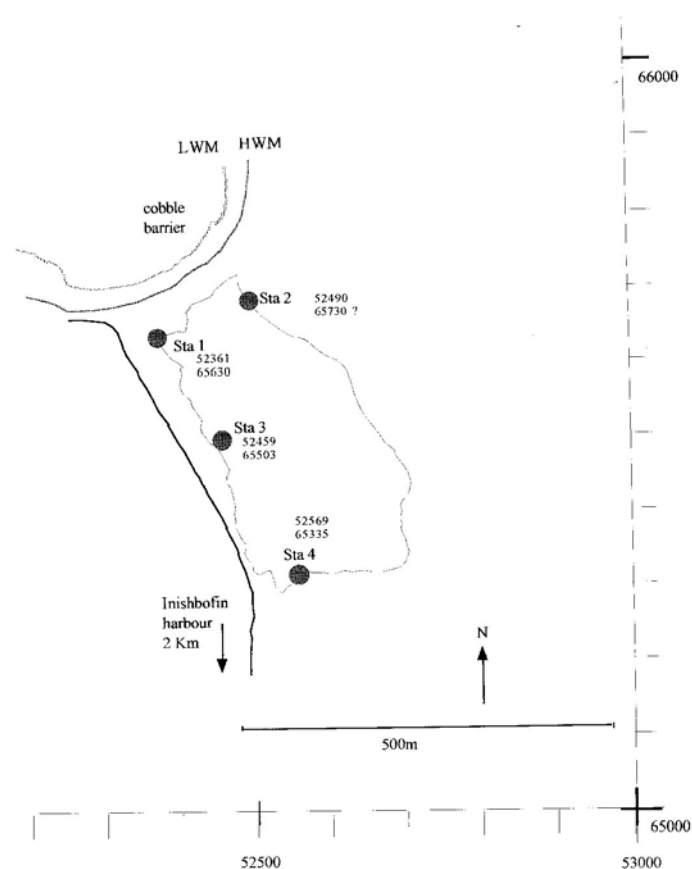 66000
LWM HWM
cobble
barrier
Sta 2
52490
65730 ?
Sta 1
52361
65630
Sta 3
52459
65503
52569
65335
Sta 4
Inishbofin
harbour
2 Km
N
500m
65000
52500
53000